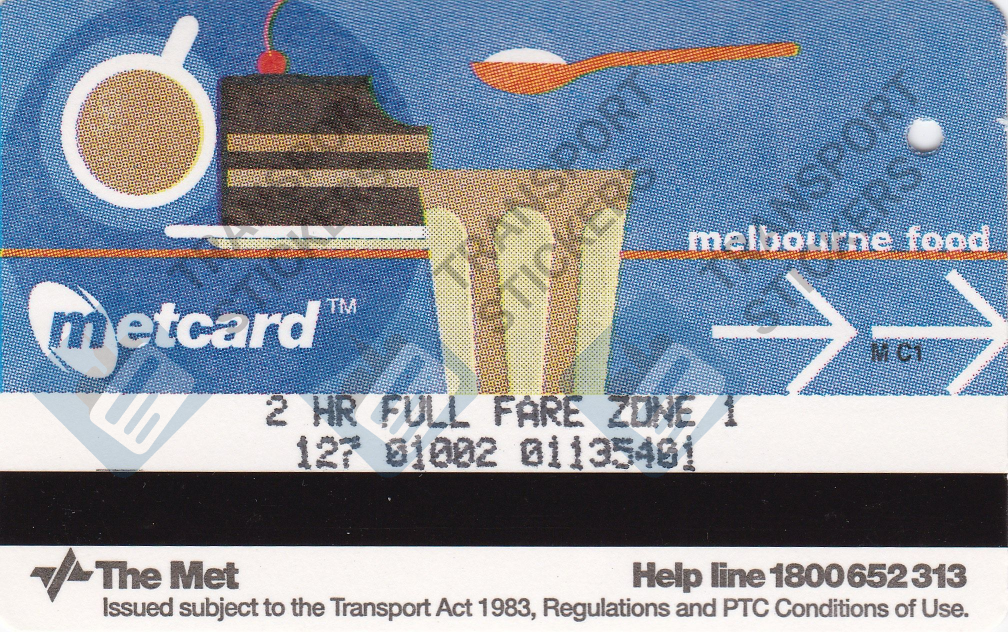 melbourne food
metcard™
M C1
2 HR FULL FARE ZONE 1
127 01002 01135401
The Met
Help line 1800 652 313
Issued subject to the Transport Act 1983, Regulations and PTC Conditions of Use.
TRANSPORT
STICKERS
TRANSPORT
STICKERS
TRANSPORT
STICKERS